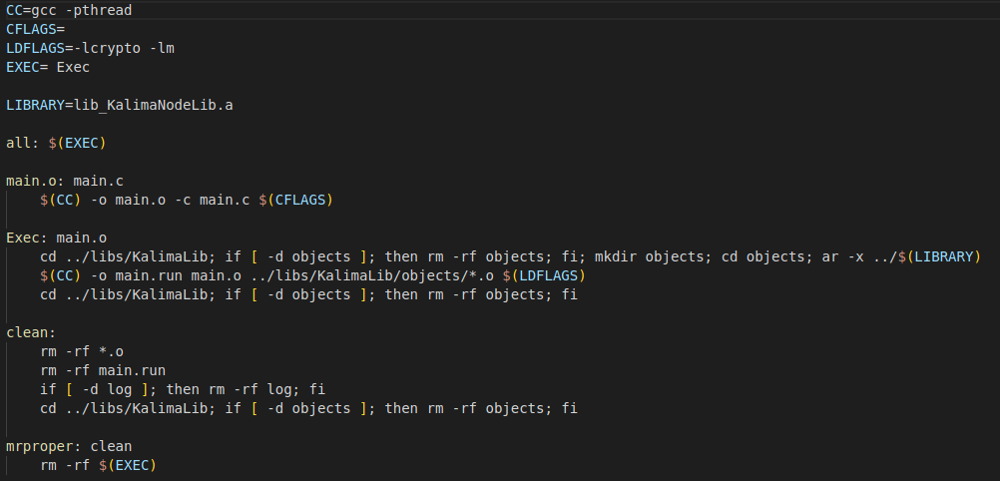 CC=gcc -pthread
CFLAGS=
LDFLAGS=-lcrypto -lm
EXEC= Exec

LIBRARY=lib_KalimaNodeLib.a

all: $(EXEC)

main.o: main.c
    $(CC) -o main.o -c main.c $(CFLAGS)

Exec: main.o
    cd ../libs/KalimaLib; if [ -d objects ]; then rm -rf objects; fi; mkdir objects; cd objects; ar -x ../$(LIBRARY)
    $(CC) -o main.run main.o ../libs/KalimaLib/objects/*.o $(LDFLAGS)
    cd ../libs/KalimaLib; if [ -d objects ]; then rm -rf objects; fi

clean:
    rm -rf *.o
    rm -rf main.run
    if [ -d log ]; then rm -rf log; fi
    cd ../libs/KalimaLib; if [ -d objects ]; then rm -rf objects; fi

mrproper: clean
    rm -rf $(EXEC)